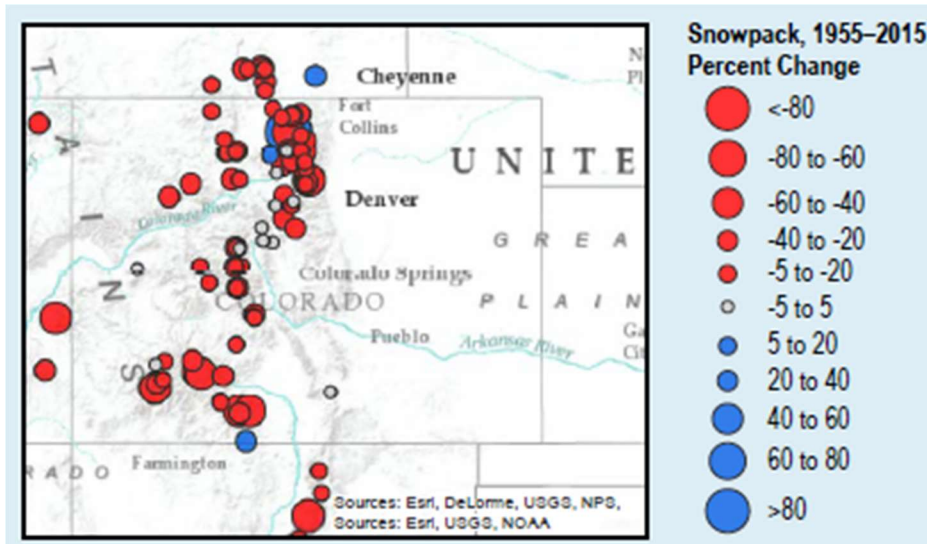 Snowpack, 1955–2015
Percent Change
<-80
-80 to -60
-60 to -40
-40 to -20
-5 to -20
-5 to 5
5 to 20
20 to 40
40 to 60
60 to 80
>80
N
Pl
T
Cheyenne
Fort
Collins
A
UNITE
I
Denver
Colorado River
GREA
N
Colorado Springs
COLORADO
PLAIN
Pueblo
Arkansas River
Ga
Cit
S
Farmington
RADO
Sources: Esri, DeLorme, USGS, NPS,
Sources: Esri, USGS, NOAA